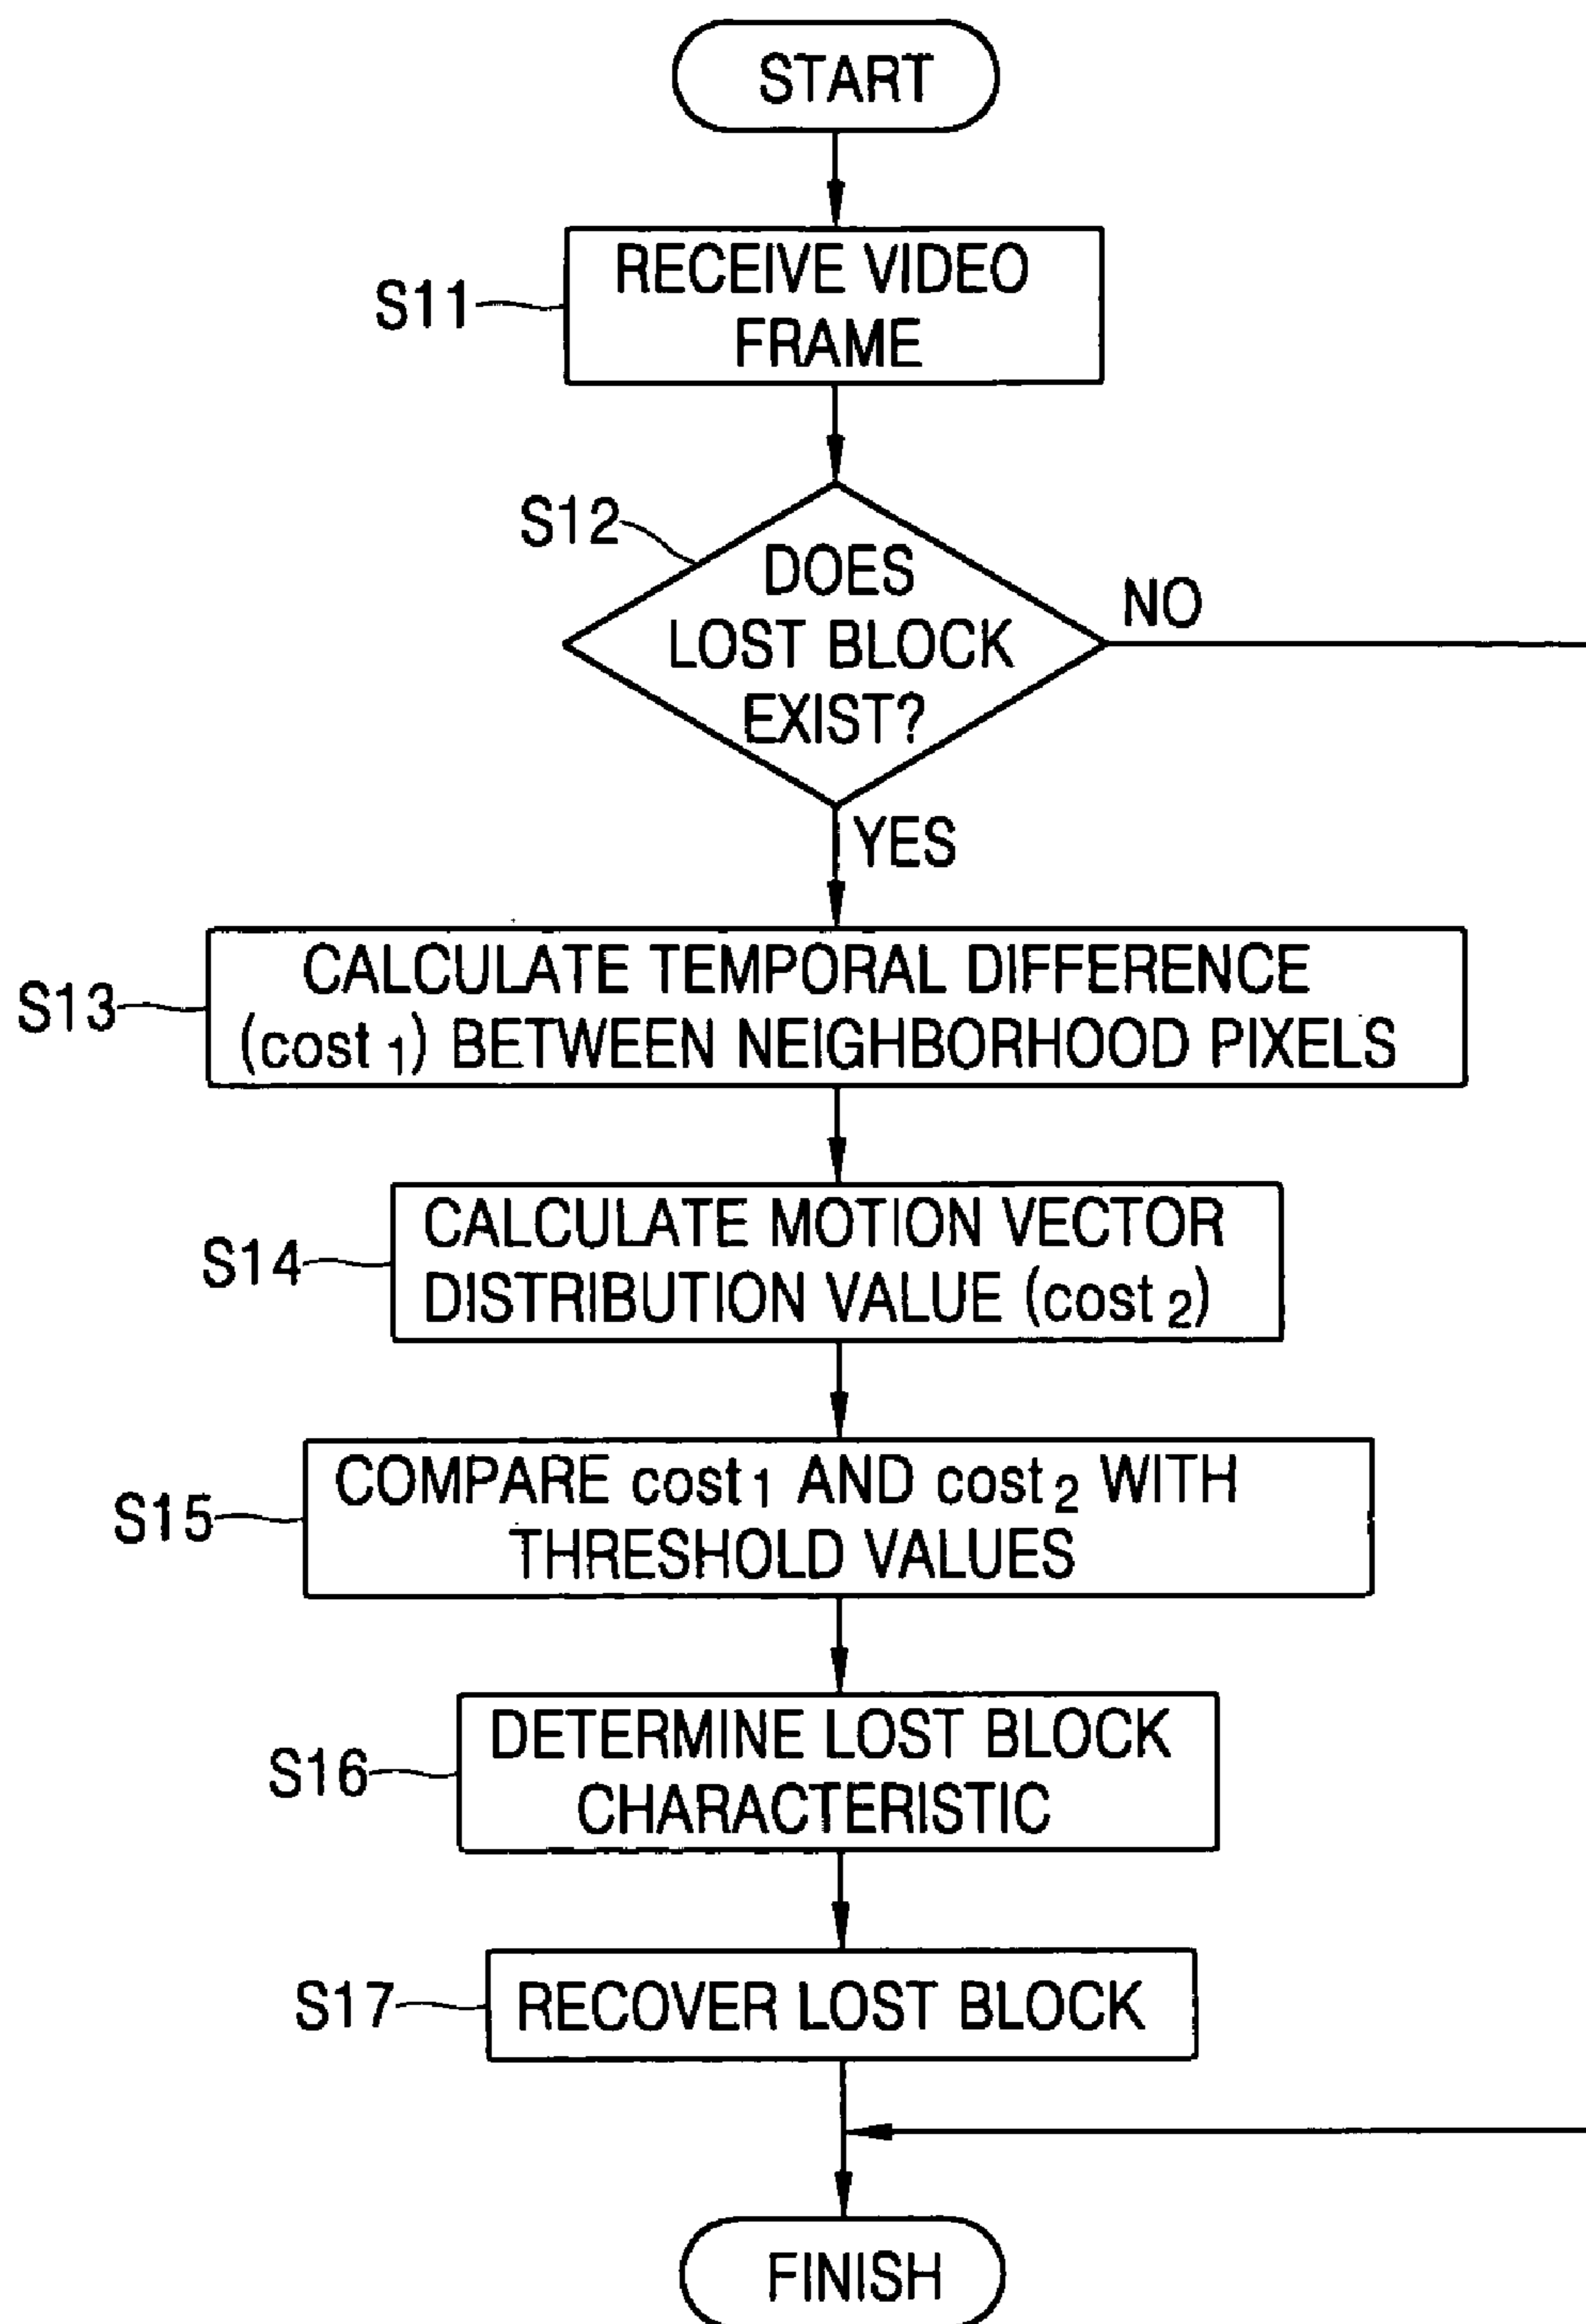 START
S11
RECEIVE VIDEO
FRAME
S12
DOES
LOST BLOCK
EXIST?
NO
YES
S13
CALCULATE TEMPORAL DIFFERENCE
(cost 1) BETWEEN NEIGHBORHOOD PIXELS
S14
CALCULATE MOTION VECTOR
DISTRIBUTION VALUE (cost 2)
S15
COMPARE cost 1 AND cost 2 WITH
THRESHOLD VALUES
S16
DETERMINE LOST BLOCK
CHARACTERISTIC
S17
RECOVER LOST BLOCK
FINISH